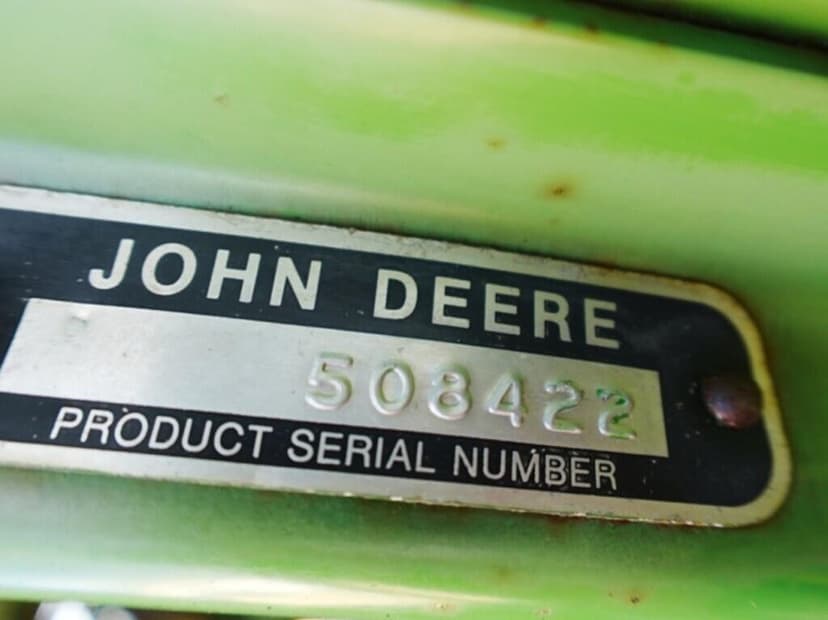 JOHN DEERE
508422
PRODUCT SERIAL NUMBER